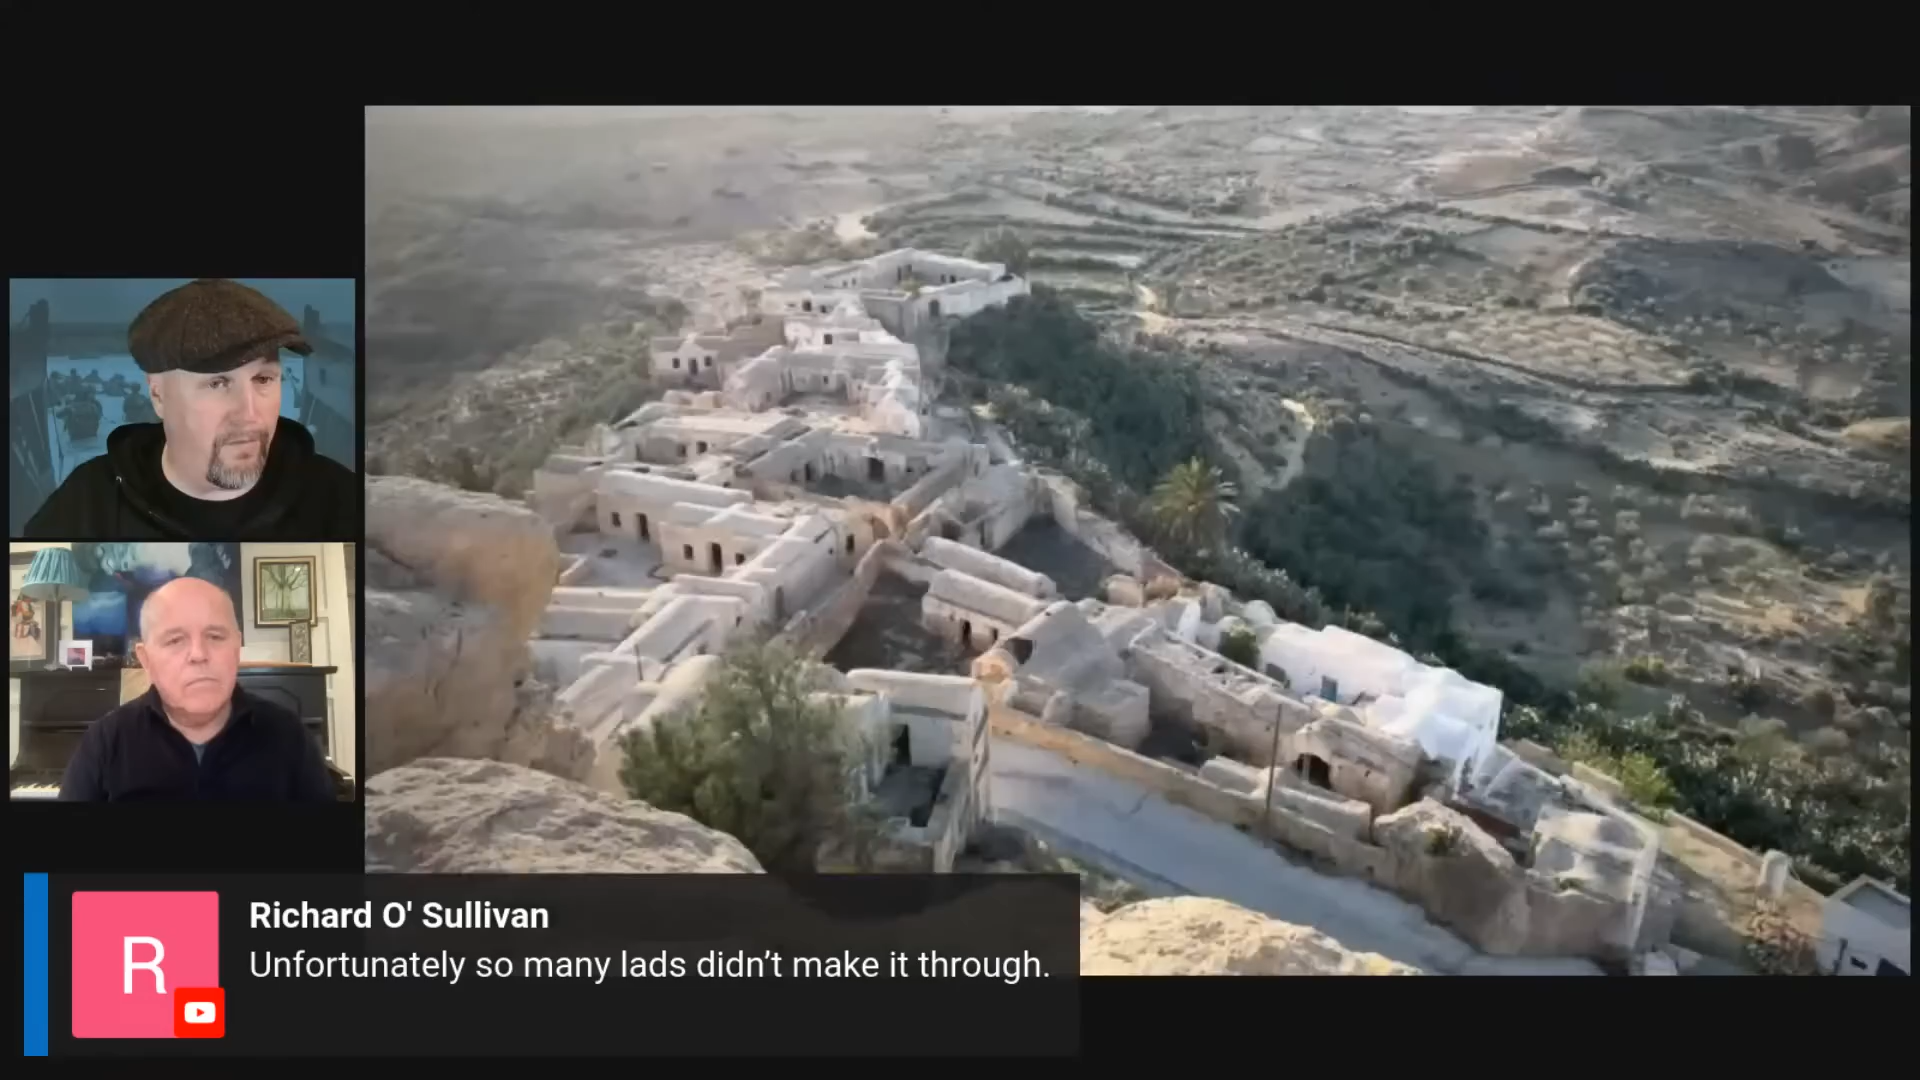 R
Richard O' Sullivan
Unfortunately so many lads didn’t make it through.